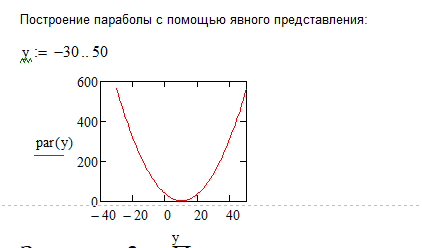 Построение параболы с помощью явного представления:
y := −30 .. 50
600
400
par(y)
200
0
−40 −20 0 20 40
y